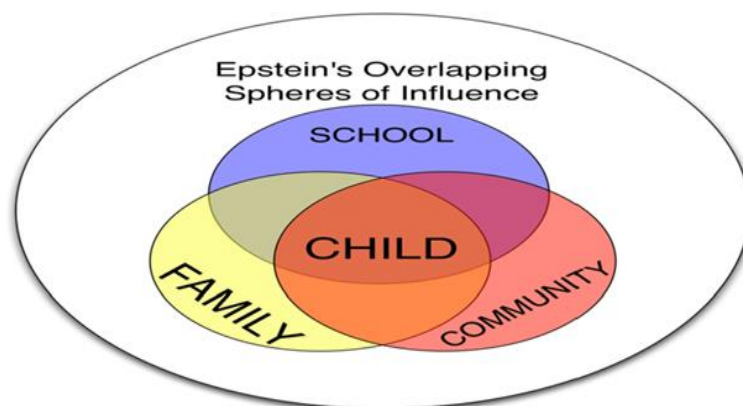 Epstein's Overlapping
Spheres of Influence
SCHOOL
CHILD
FAMILY
COMMUNITY